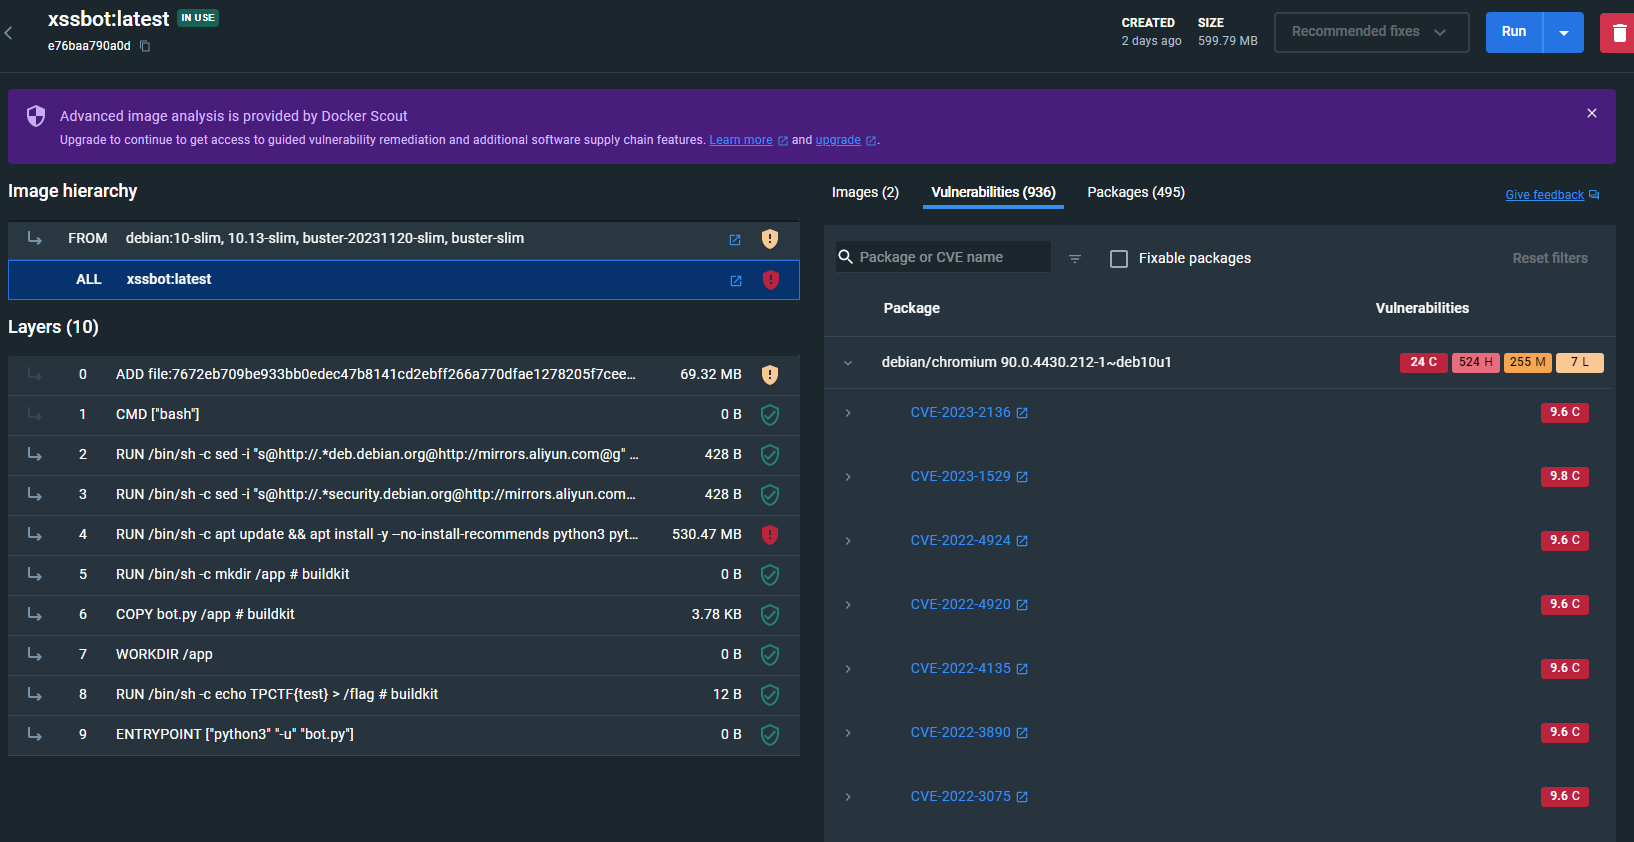 xssbot:latest IN USE
e76baa790a0d
CREATED SIZE
2 days ago 599.79 MB
Recommended fixes
Run
Advanced image analysis is provided by Docker Scout
Upgrade to continue to get access to guided vulnerability remediation and additional software supply chain features. Learn more and upgrade .
Image hierarchy
FROM debian:10-slim, 10.13-slim, buster-20231120-slim, buster-slim
ALL xssbot:latest
Layers (10)
0 ADD file:7672eb709be933bb0edec47b8141cd2ebff266a770dfae1278205f7cee... 69.32 MB
1 CMD ["bash"] 0 B
2 RUN /bin/sh -c sed -i "s@http://.*deb.debian.org@http://mirrors.aliyun.com@g" ... 428 B
3 RUN /bin/sh -c sed -i "s@http://.*security.debian.org@http://mirrors.aliyun.com... 428 B
4 RUN /bin/sh -c apt update && apt install -y --no-install-recommends python3 pyt... 530.47 MB
5 RUN /bin/sh -c mkdir /app # buildkit 0 B
6 COPY bot.py /app # buildkit 3.78 KB
7 WORKDIR /app 0 B
8 RUN /bin/sh -c echo TPCTF{test} > /flag # buildkit 12 B
9 ENTRYPOINT ["python3" "-u" "bot.py"] 0 B
Images (2) Vulnerabilities (936) Packages (495)
Give feedback
Package or CVE name
Fixable packages
Reset filters
Package Vulnerabilities
debian/chromium 90.0.4430.212-1~deb10u1 24 C 524 H 255 M 7 L
CVE-2023-2136 9.6 C
CVE-2023-1529 9.8 C
CVE-2022-4924 9.6 C
CVE-2022-4920 9.6 C
CVE-2022-4135 9.6 C
CVE-2022-3890 9.6 C
CVE-2022-3075 9.6 C